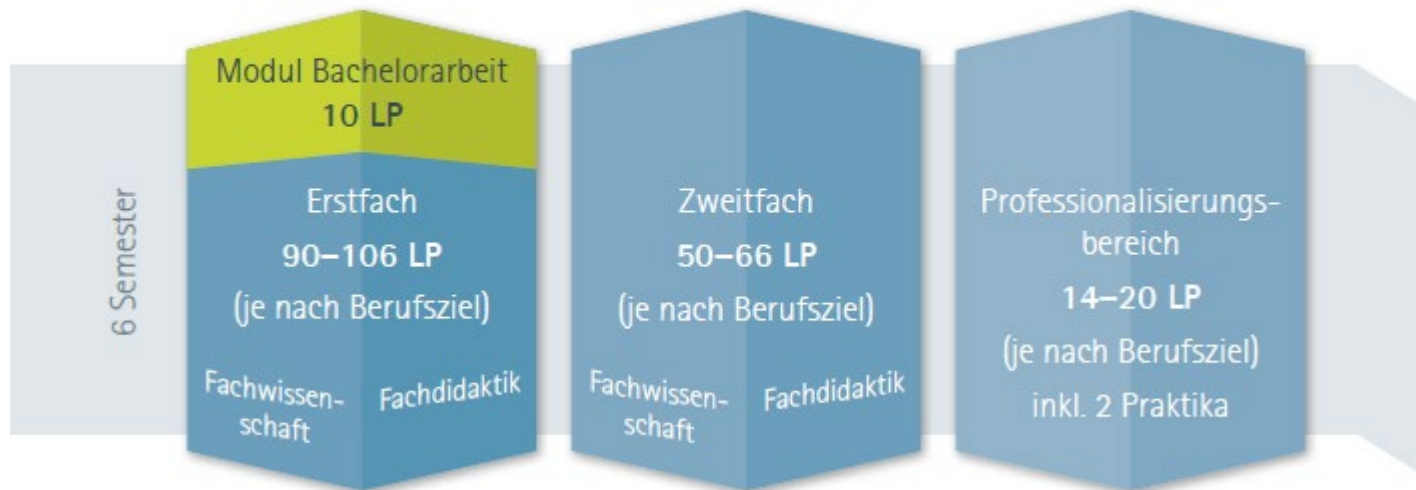 6 Semester
Modul Bachelorarbeit
10 LP
Erstfach
90–106 LP
(je nach Berufsziel)
Fachwissen-
schaft
Fachdidaktik
Zweitfach
50–66 LP
(je nach Berufsziel)
Fachwissen-
schaft
Fachdidaktik
Professionalisierungs-
bereich
14–20 LP
(je nach Berufsziel)
inkl. 2 Praktika